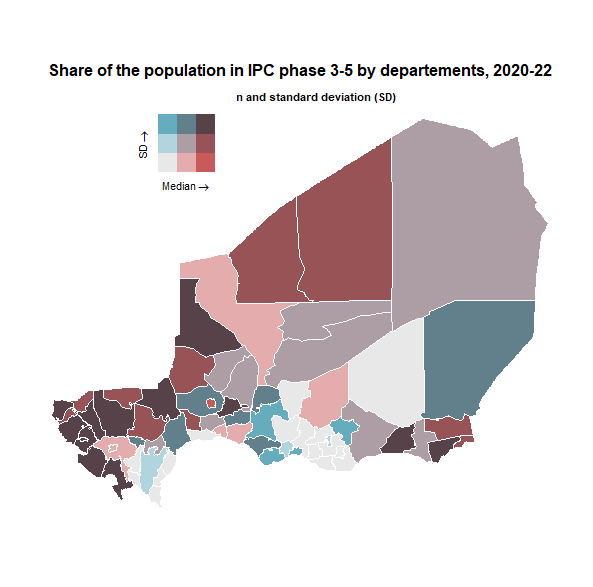 Share of the population in IPC phase 3-5 by departements, 2020-22
n and standard deviation (SD)
SD →
Median →